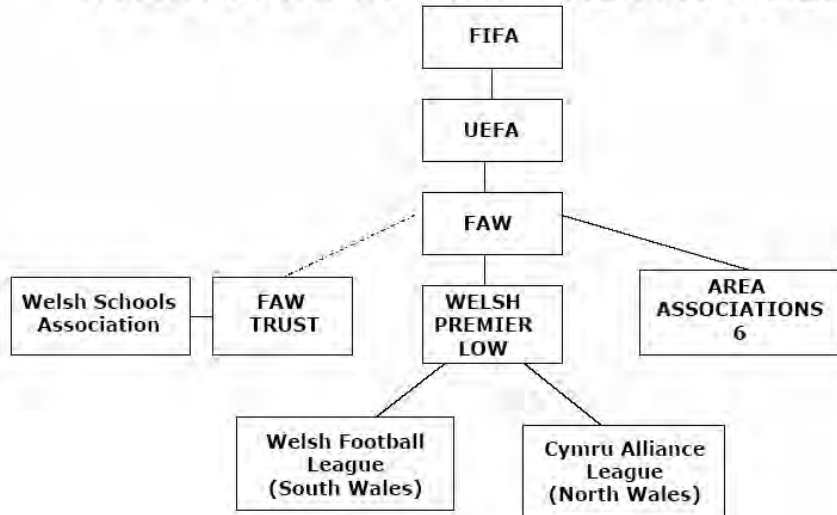 FIFA
UEFA
FAW
Welsh Schools
Association
FAW
TRUST
WELSH
PREMIER
LOW
AREA
ASSOCIATIONS
6
Welsh Football
League
(South Wales)
Cymru Alliance
League
(North Wales)